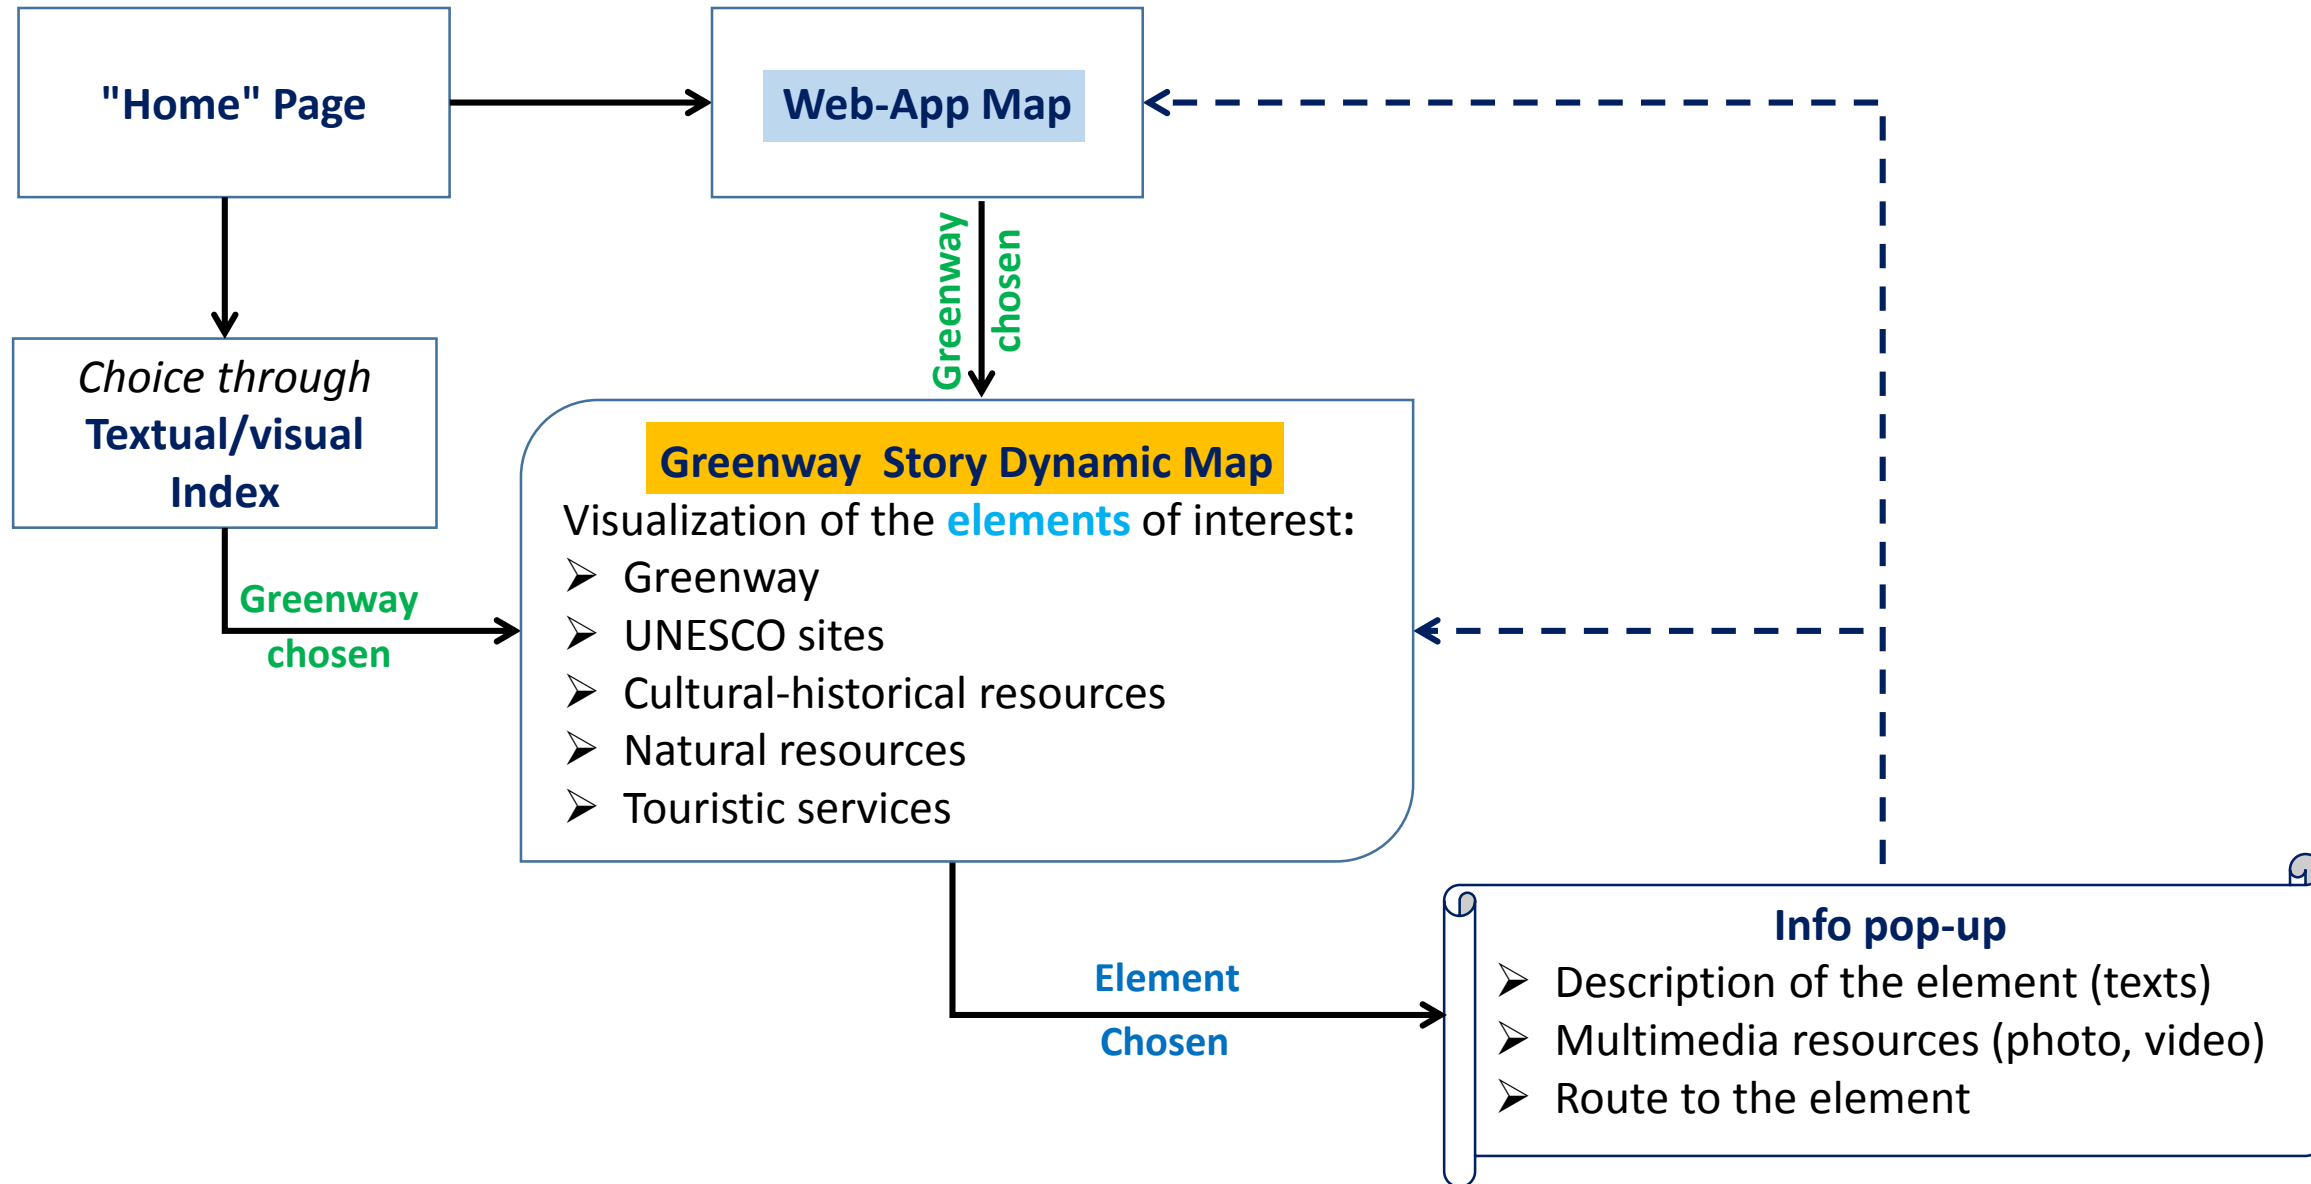 "Home" Page
Web-App Map
Greenway
chosen
Choice through
Textual/visual
Index
Greenway
chosen
Greenway  Story Dynamic Map
Visualization of the elements of interest:
➢ Greenway
➢ UNESCO sites
➢ Cultural-historical resources
➢ Natural resources
➢ Touristic services
Element
Chosen
Info pop-up
➢ Description of the element (texts)
➢ Multimedia resources (photo, video)
➢ Route to the element